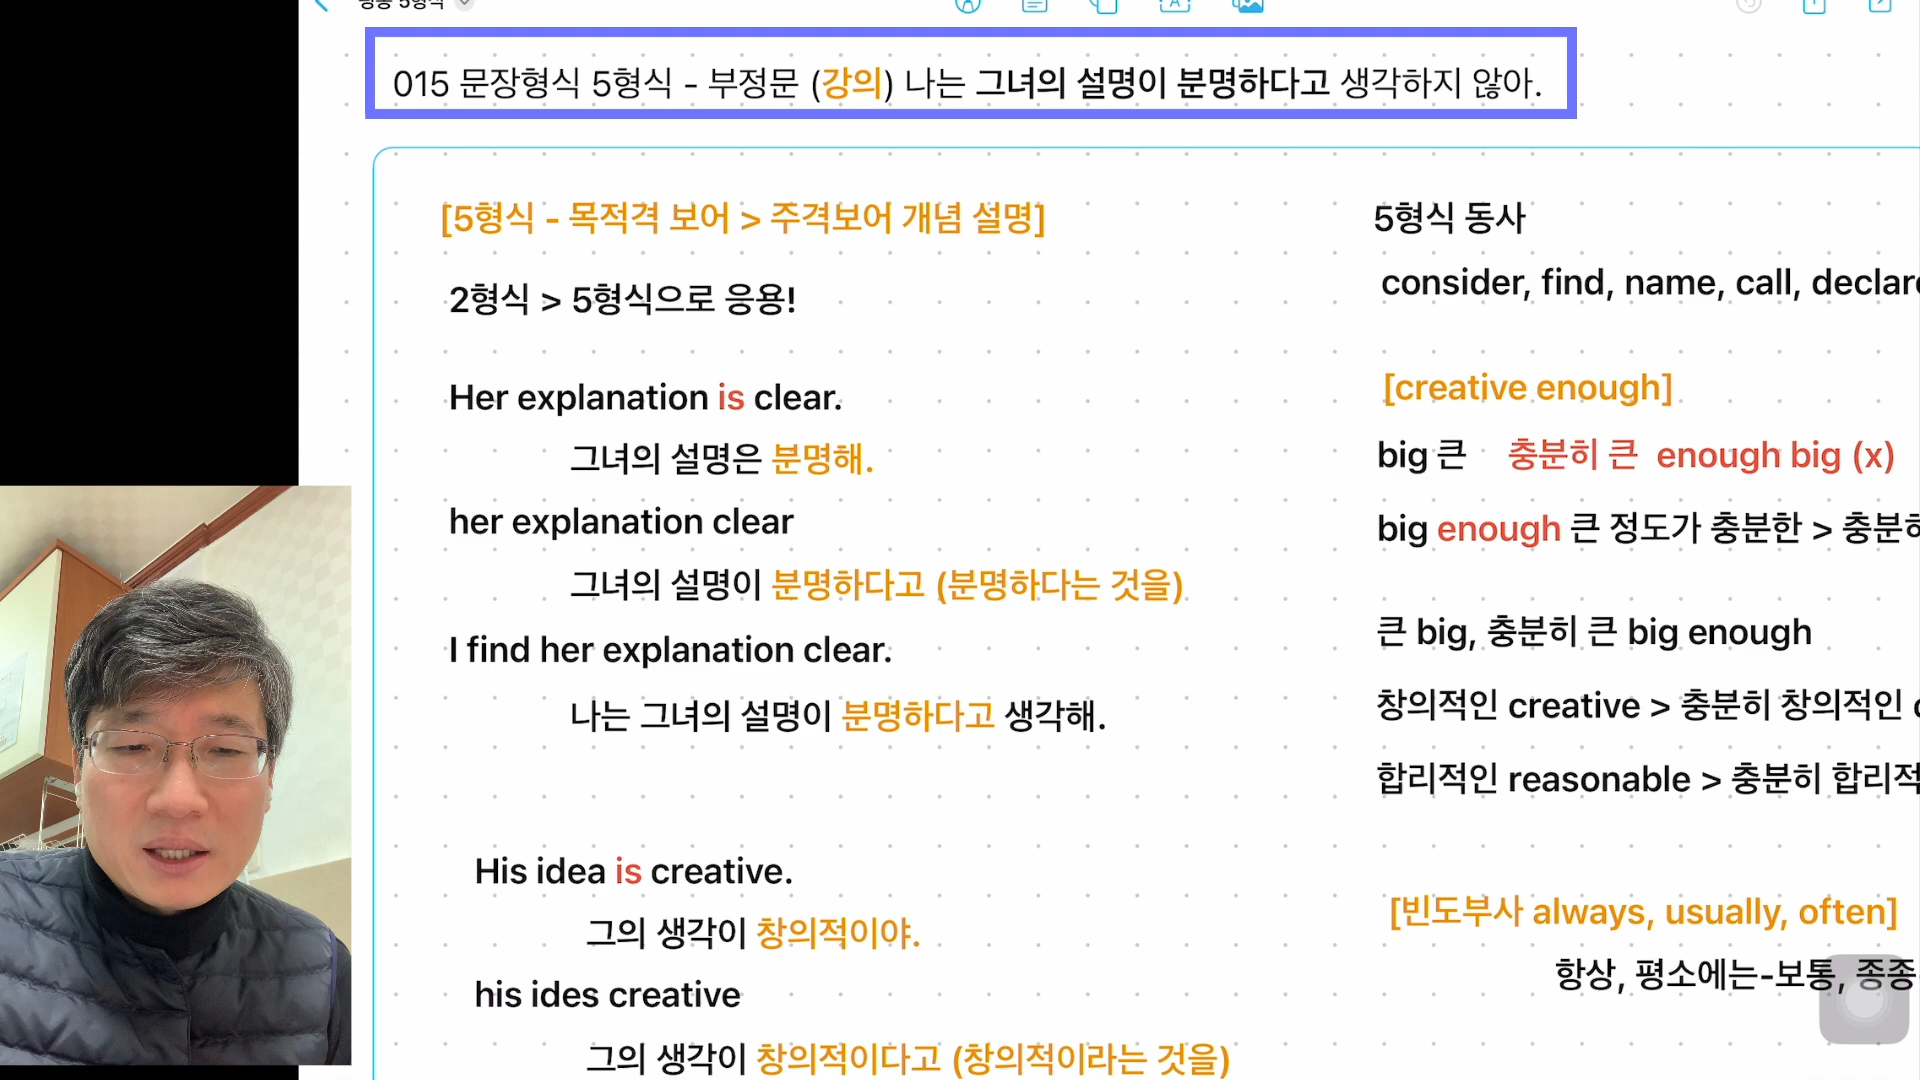 015 문장형식 5형식 - 부정문 (강의) 나는 그녀의 설명이 분명하다고 생각하지 않아.
[5형식 - 목적격 보어 > 주격보어 개념 설명]
2형식 > 5형식으로 응용!
Her explanation is clear.
그녀의 설명은 분명해.
her explanation clear
그녀의 설명이 분명하다고 (분명하다는 것을)
I find her explanation clear.
나는 그녀의 설명이 분명하다고 생각해.
His idea is creative.
그의 생각이 창의적이야.
his ides creative
그의 생각이 창의적이다고 (창의적이라는 것을)
5형식 동사
consider, find, name, call, declare
[creative enough]
big 큰 충분히 큰 enough big (x)
big enough 큰 정도가 충분한 > 충분히
큰 big, 충분히 큰 big enough
창의적인 creative > 충분히 창의적인
합리적인 reasonable > 충분히 합리적
[빈도부사 always, usually, often]
항상, 평소에는-보통, 종종